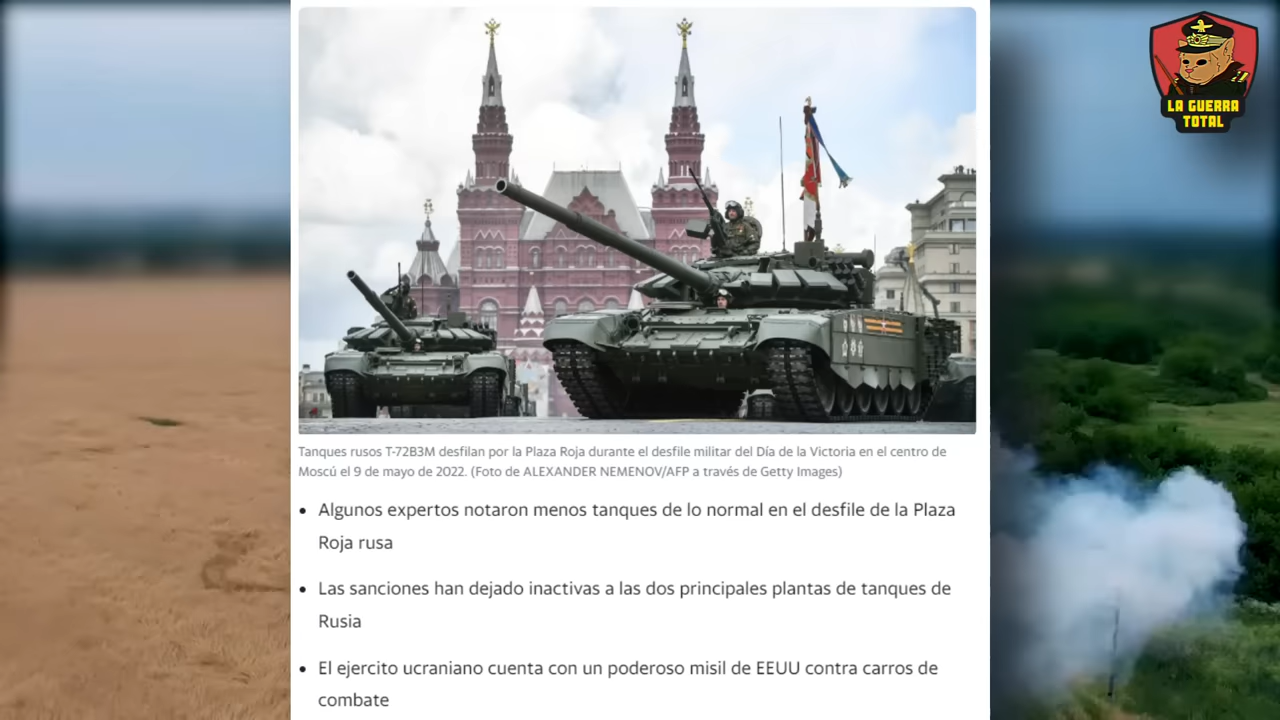 LA GUERRA
TOTAL
Tanques rusos T-72B3M desfilan por la Plaza Roja durante el desfile militar del Día de la Victoria en el centro de
Moscú el 9 de mayo de 2022. (Foto de ALEXANDER NEMENOV/AFP a través de Getty Images)
• Algunos expertos notaron menos tanques de lo normal en el desfile de la Plaza
Roja rusa
• Las sanciones han dejado inactivas a las dos principales plantas de tanques de
Rusia
• El ejercito ucraniano cuenta con un poderoso misil de EEUU contra carros de
combate